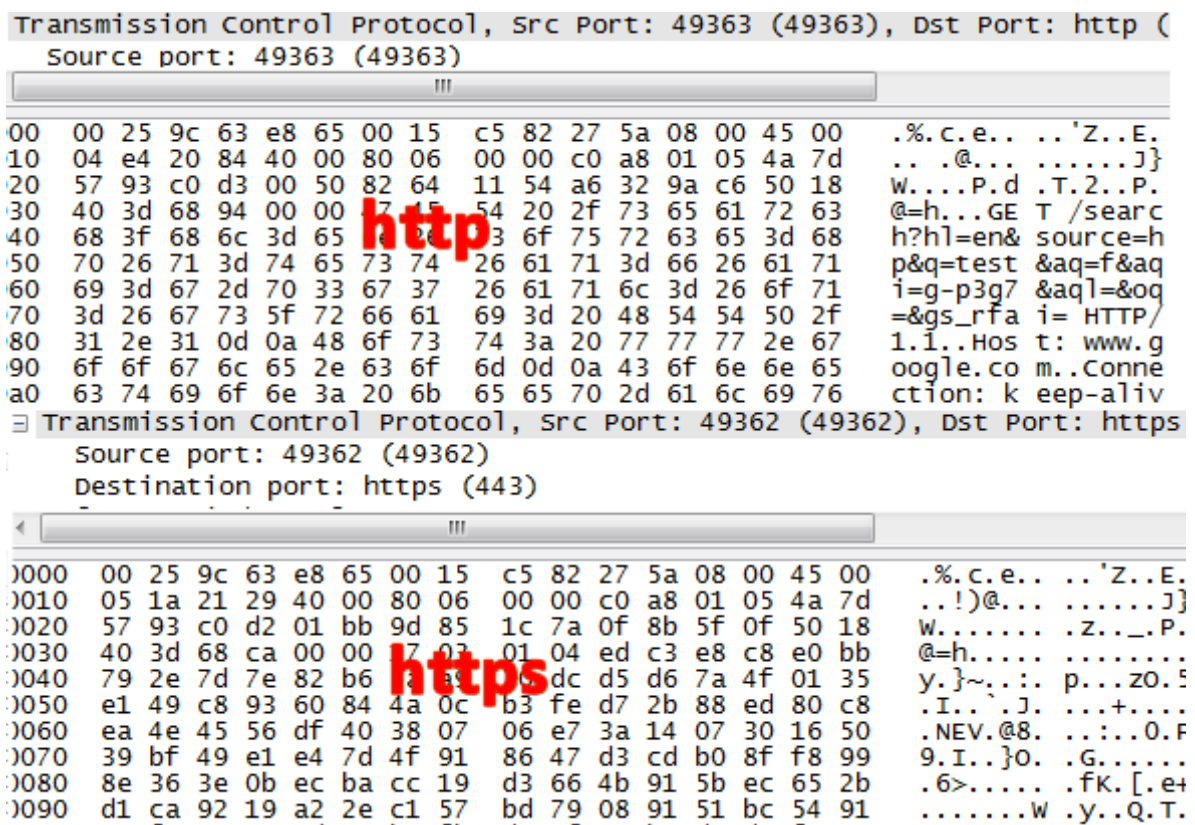 Transmission Control Protocol, Src Port: 49363 (49363), Dst Port: http (
Source port: 49363 (49363)
00 00 25 9c 63 e8 65 00 15 c5 82 27 5a 08 00 45 00 .%.c.e.. ..'Z..E.
10 04 e4 20 84 40 00 80 06 00 00 c0 a8 01 05 4a 7d .. .@... ......J}
20 57 93 c0 d3 00 50 82 64 11 54 a6 32 9a c6 50 18 W....P.d .T.2..P.
30 40 3d 68 94 00 00 54 20 2f 73 65 61 72 63 @=h...GE T /searc
http
40 68 3f 68 6c 3d 65 6f 75 72 63 65 3d 68 h?hl=en& source=h
50 70 26 71 3d 74 65 73 74 26 61 71 3d 66 26 61 71 p&q=test &aq=f&aq
60 69 3d 67 2d 70 33 67 37 26 61 71 6c 3d 26 6f 71 i=g-p3g7 &aql=&oq
70 3d 26 67 73 5f 72 66 61 69 3d 20 48 54 54 50 2f =&gs_rfa i= HTTP/
80 31 2e 31 0d 0a 48 6f 73 74 3a 20 77 77 77 2e 67 1.1..Hos t: www.g
90 6f 6f 67 6c 65 2e 63 6f 6d 0d 0a 43 6f 6e 6e 65 oogle.co m..Conne
a0 63 74 69 6f 6e 3a 20 6b 65 65 70 2d 61 6c 69 76 ction: k eep-aliv
Transmission Control Protocol, Src Port: 49362 (49362), Dst Port: https
Source port: 49362 (49362)
Destination port: https (443)
0000 00 25 9c 63 e8 65 00 15 c5 82 27 5a 08 00 45 00 .%.c.e.. ..'Z..E.
0010 05 1a 21 29 40 00 80 06 00 00 c0 a8 01 05 4a 7d ..!)@... ......J}
0020 57 93 c0 d2 01 bb 9d 85 1c 7a 0f 8b 5f 0f 50 18 W....... .z.._.P.
0030 40 3d 68 ca 00 00 01 04 ed c3 e8 c8 e0 bb @=h..... ........
https
0040 79 2e 7d 7e 82 b6 dc d5 d6 7a 4f 01 35 y.}~..:. p...zO.5
0050 e1 49 c8 93 60 84 4a 0c b3 fe d7 2b 88 ed 80 c8 .I..`.J. ...+....
0060 ea 4e 45 56 df 40 38 07 06 e7 3a 14 07 30 16 50 .NEV.@8. ..:..0.P
0070 39 bf 49 e1 e4 7d 4f 91 86 47 d3 cd b0 8f f8 99 9.I..}O. .G......
0080 8e 36 3e 0b ec ba cc 19 d3 66 4b 91 5b ec 65 2b .6>..... .fK.[.e+
0090 d1 ca 92 19 a2 2e c1 57 bd 79 08 91 51 bc 54 91 .......W .y..Q.T.